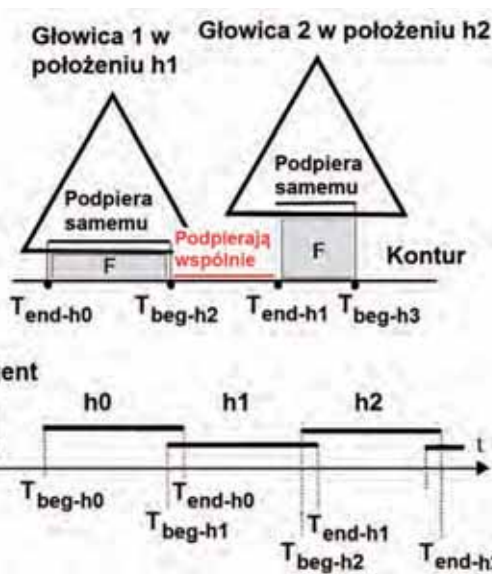 Głowica 1 w
położeniu h1
Głowica 2 w położeniu h2
Podpiera
samemu
Podpiera
samemu
Podpierają
wspólnie
F
F
Kontur
Tend-h0
Tbeg-h2
Tend-h1
Tbeg-h3
h0
h1
h2
t
Tbeg-h0
Tend-h0
Tbeg-h1
Tend-h1
Tbeg-h2